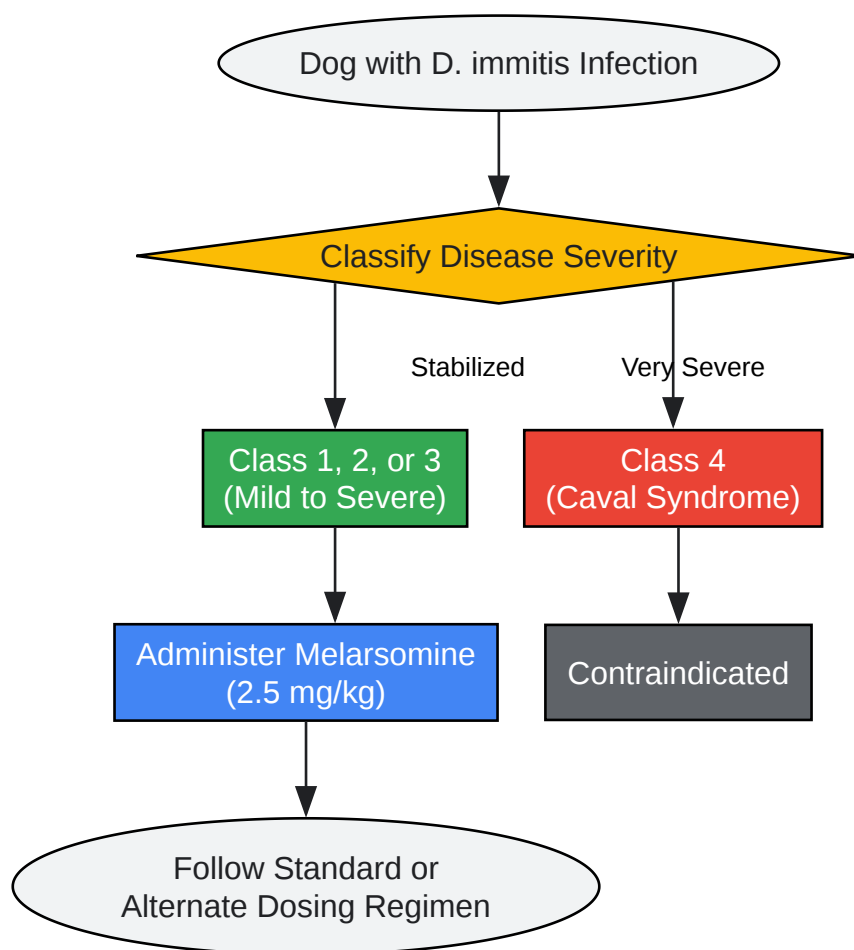 Dog with D. immitis Infection
Classify Disease Severity
Stabilized
Very Severe
Class 1, 2, or 3
(Mild to Severe)
Class 4
(Caval Syndrome)
Administer Melarsomine
(2.5 mg/kg)
Contraindicated
Follow Standard or
Alternate Dosing Regimen